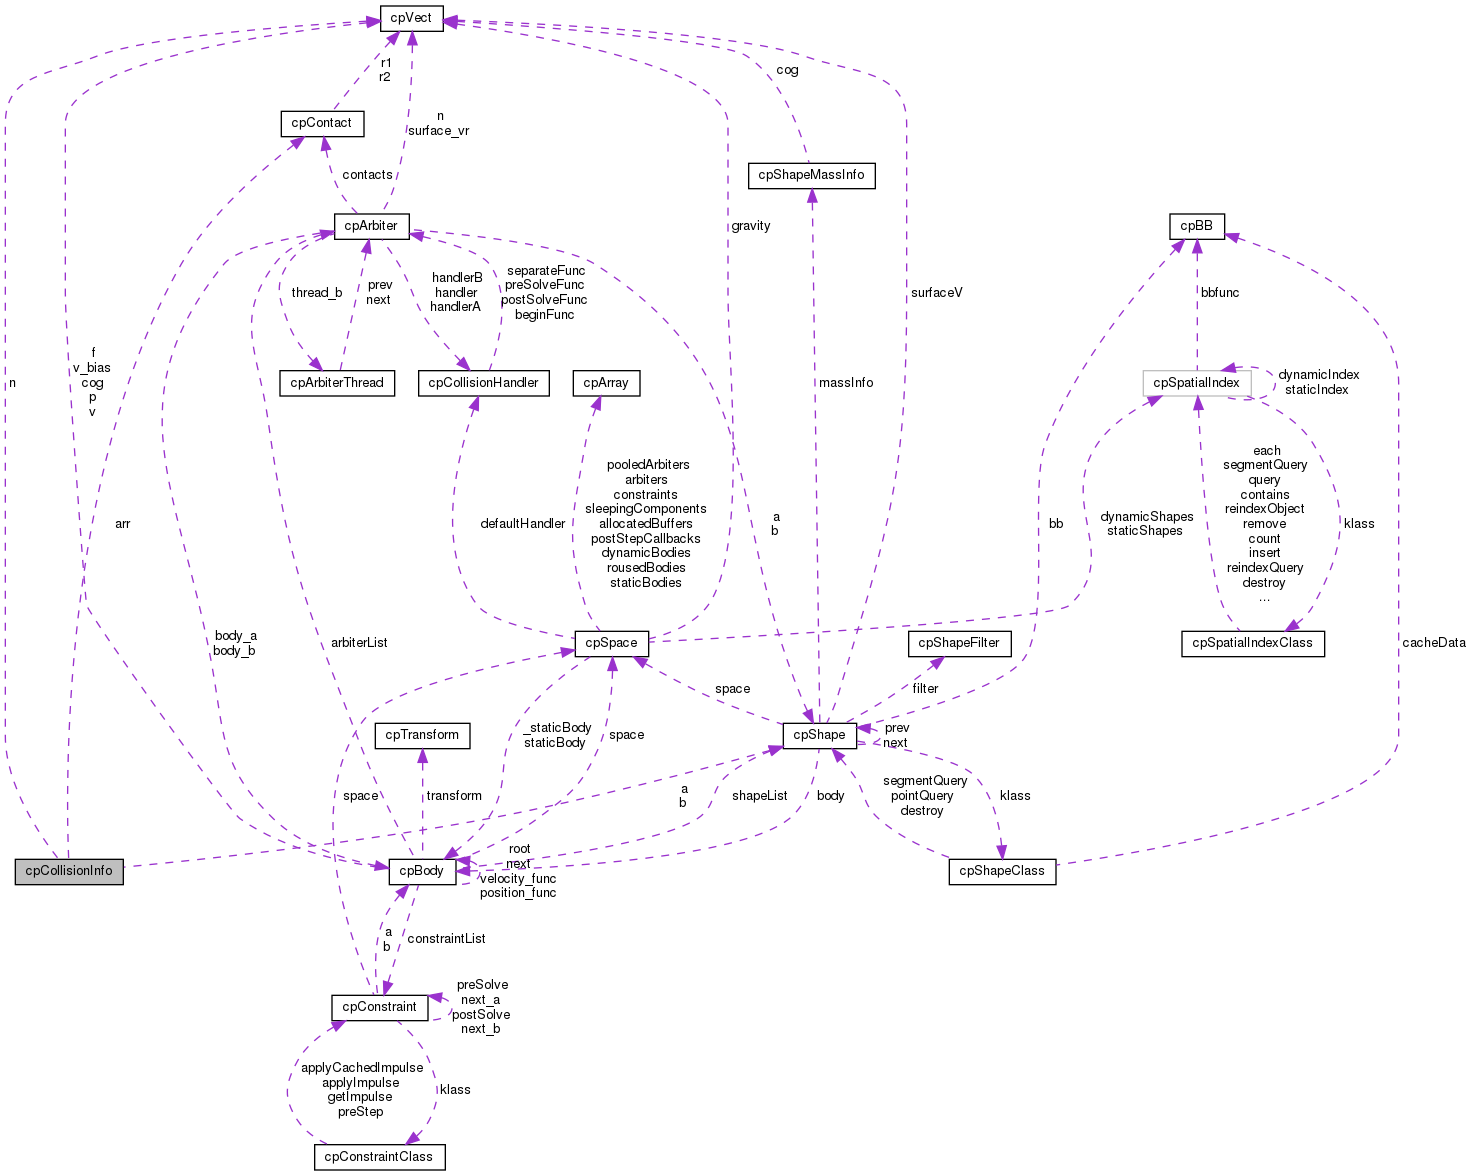 cpVect
r1
r2
cog
n
surface_vr
cpContact
contacts
cpShapeMassInfo
cpArbiter
gravity
cpBB
thread_b
prev
next
handlerB
handler
handlerA
separateFunc
preSolveFunc
postSolveFunc
beginFunc
surfaceV
bbfunc
f
v_bias
cog
p
v
n
cpArbiterThread
cpCollisionHandler
cpArray
massInfo
cpSpatialIndex
dynamicIndex
staticIndex
arr
defaultHandler
pooledArbiters
arbiters
constraints
sleepingComponents
allocatedBuffers
postStepCallbacks
dynamicBodies
rousedBodies
staticBodies
a
b
bb
dynamicShapes
staticShapes
each
segmentQuery
query
contains
reindexObject
remove
count
insert
reindexQuery
destroy
...
klass
body_a
body_b
arbiterList
cpSpace
cpShapeFilter
cpSpatialIndexClass
cacheData
space
filter
cpTransform
_staticBody
staticBody
space
cpShape
prev
next
space
transform
a
b
shapeList
body
segmentQuery
pointQuery
destroy
klass
cpCollisionInfo
cpBody
root
next
velocity_func
position_func
cpShapeClass
a
b
constraintList
cpConstraint
preSolve
next_a
postSolve
next_b
applyCachedImpulse
applyImpulse
getImpulse
preStep
klass
cpConstraintClass